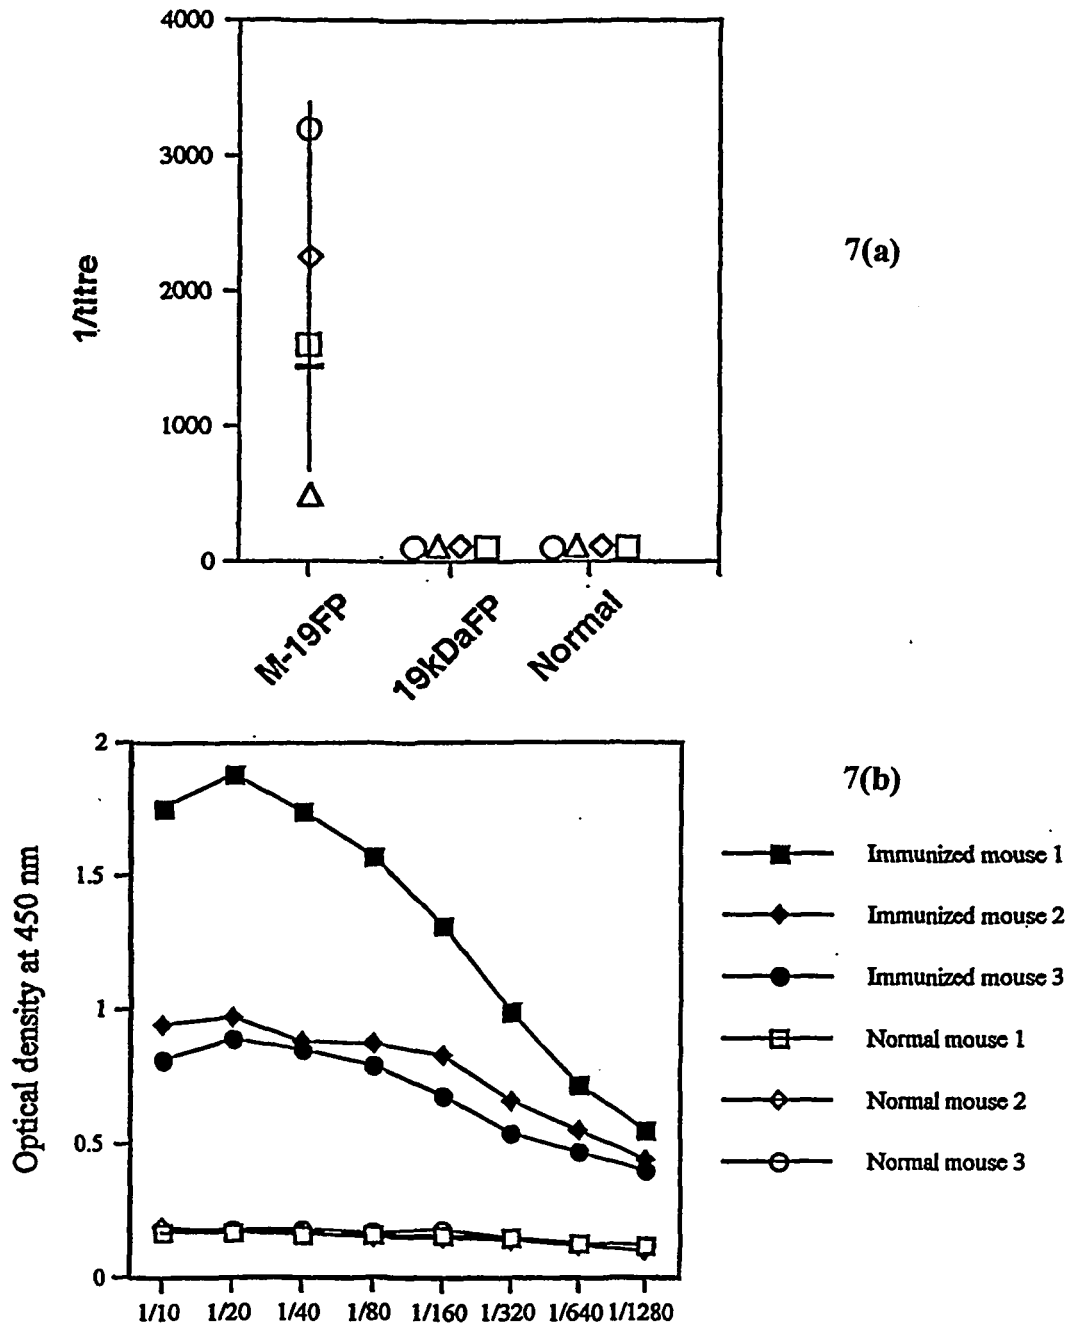 4000
3000
2000
1000
0
1/titre
M-19FP
19kDaFP
Normal
7(a)
2
1.5
1
0.5
0
Optical density at 450 nm
1/10 1/20 1/40 1/80 1/160 1/320 1/640 1/1280
7(b)
Immunized mouse 1
Immunized mouse 2
Immunized mouse 3
Normal mouse 1
Normal mouse 2
Normal mouse 3